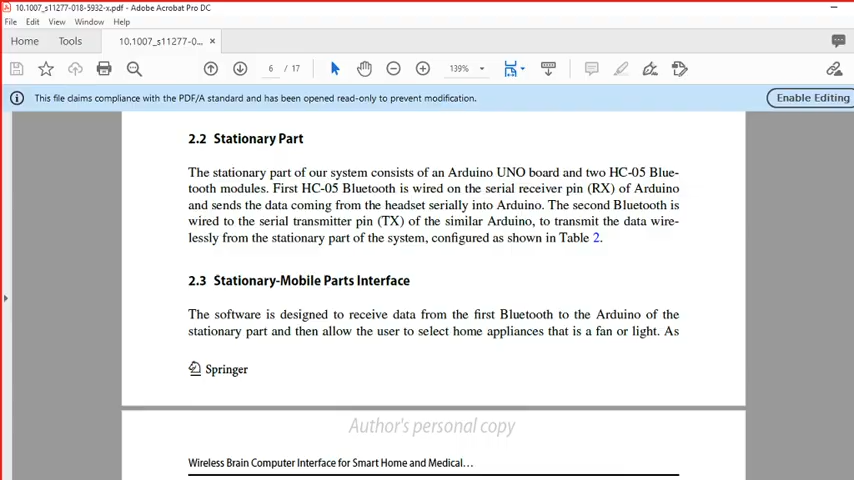 10.1007_s11277-018-5932-x.pdf - Adobe Acrobat Pro DC
File Edit View Window Help
Home Tools 10.1007_s11277-0... ×
6 / 17 139%
This file claims compliance with the PDF/A standard and has been opened read-only to prevent modification. Enable Editing
2.2 Stationary Part
The stationary part of our system consists of an Arduino UNO board and two HC-05 Blue-
tooth modules. First HC-05 Bluetooth is wired on the serial receiver pin (RX) of Arduino
and sends the data coming from the headset serially into Arduino. The second Bluetooth is
wired to the serial transmitter pin (TX) of the similar Arduino, to transmit the data wire-
lessly from the stationary part of the system, configured as shown in Table 2.
2.3 Stationary-Mobile Parts Interface
The software is designed to receive data from the first Bluetooth to the Arduino of the
stationary part and then allow the user to select home appliances that is a fan or light. As
Springer
Author's personal copy
Wireless Brain Computer Interface for Smart Home and Medical…